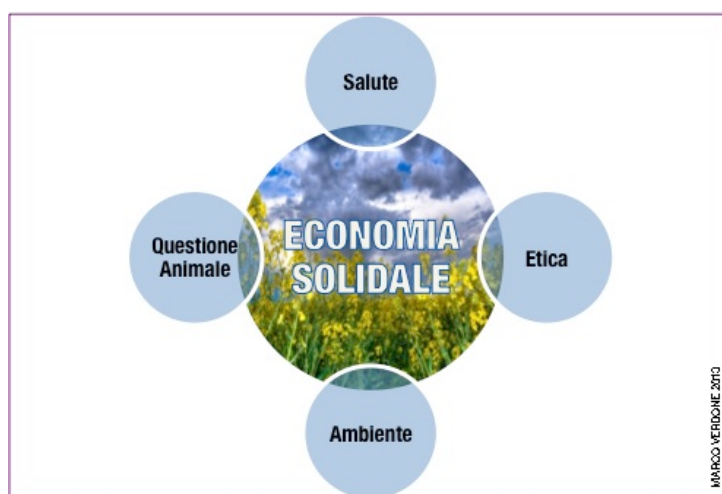 Salute
Questione
Animale
ECONOMIA
SOLIDALE
Etica
Ambiente
MARCO VERDONE 2013